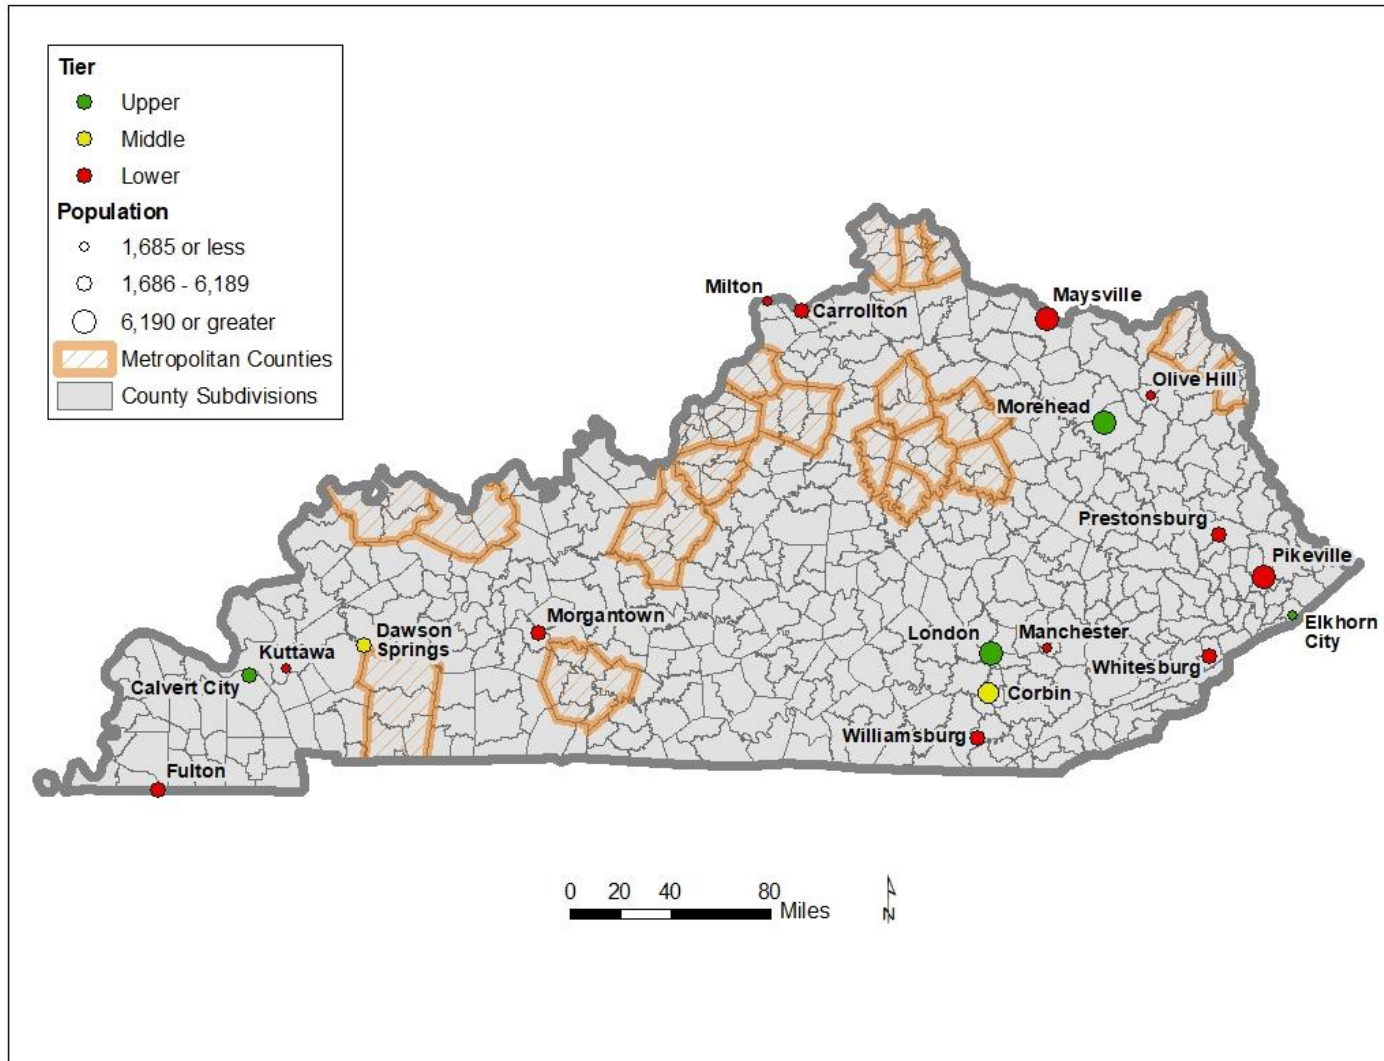 Tier
Upper
Middle
Lower
Population
1,685 or less
1,686 - 6,189
6,190 or greater
Metropolitan Counties
County Subdivisions
Milton
Carrollton
Maysville
Olive Hill
Morehead
Prestonsburg
Pikeville
Elkhorn
City
Morgantown
Dawson
Springs
London
Manchester
Kuttawa
Whitesburg
Calvert City
Corbin
Williamsburg
Fulton
0 20 40 80
Miles
N